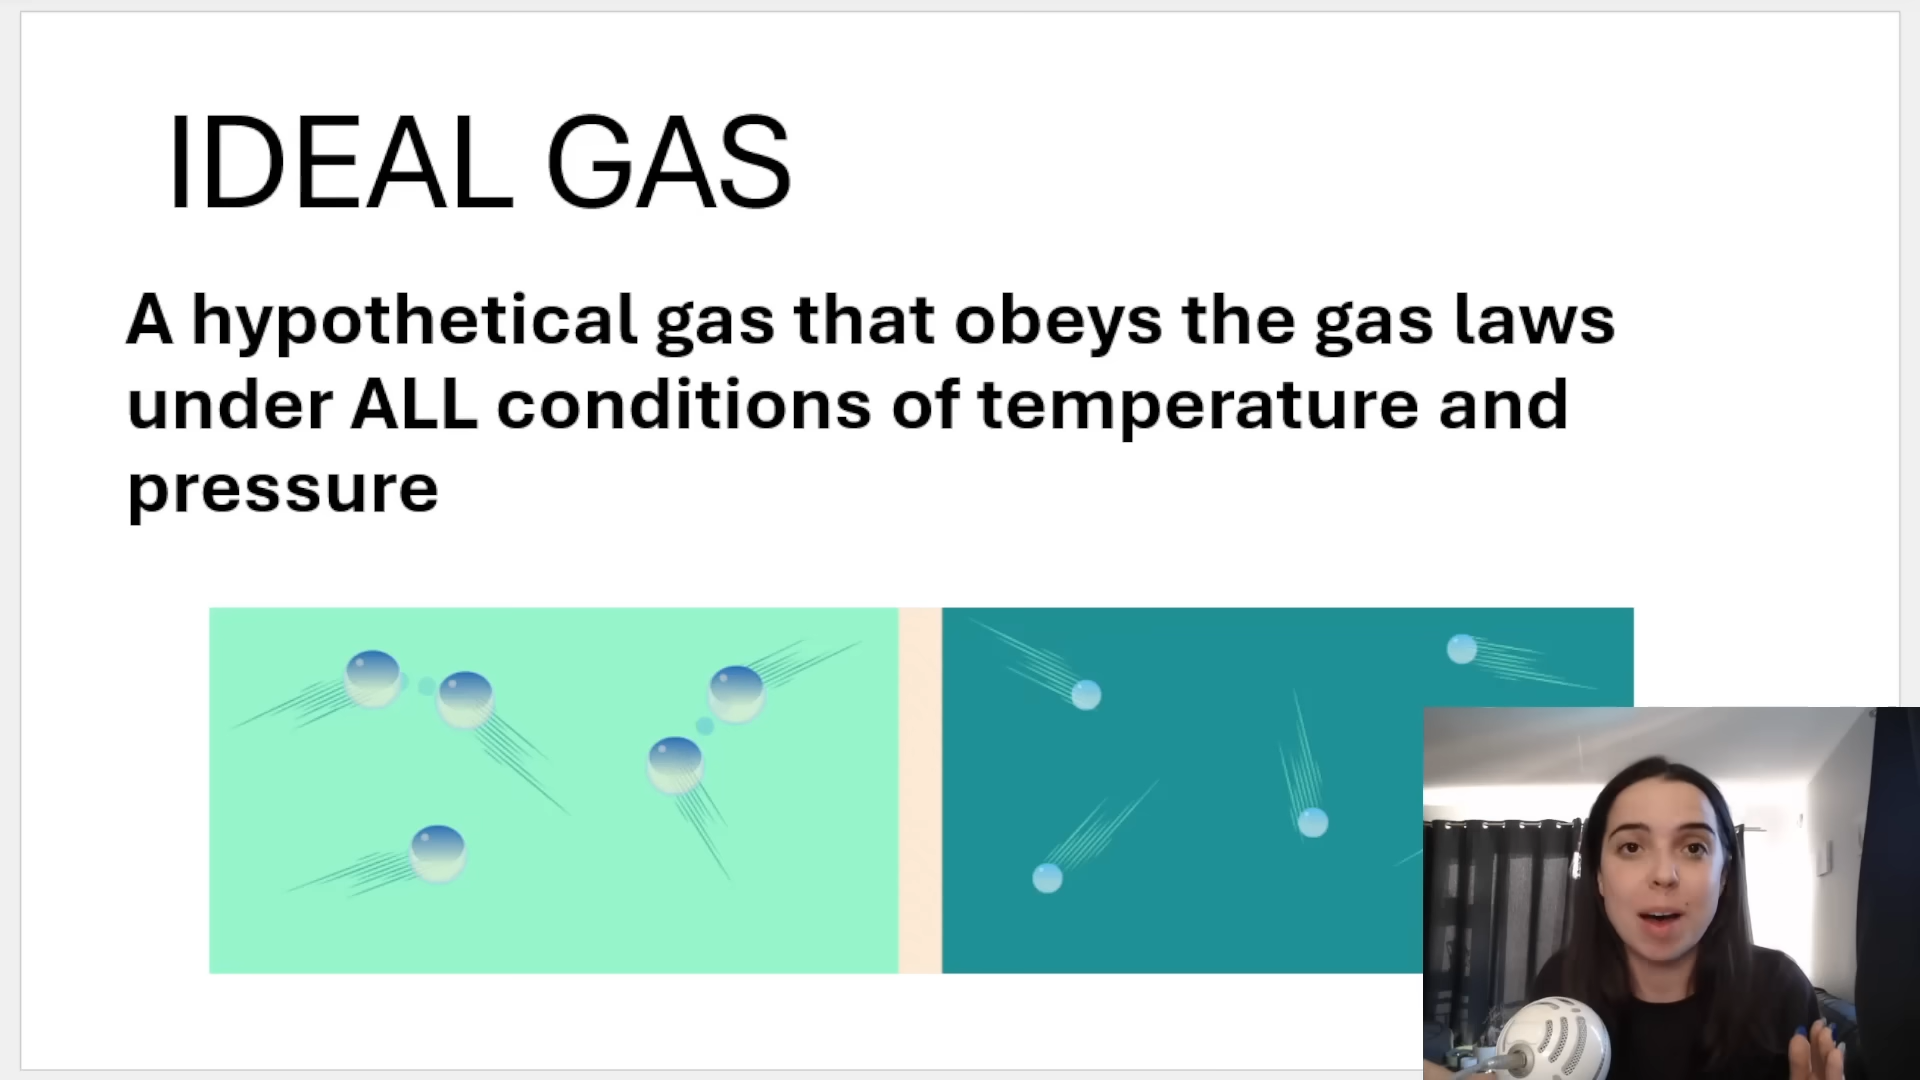 IDEAL GAS
A hypothetical gas that obeys the gas laws
under ALL conditions of temperature and
pressure